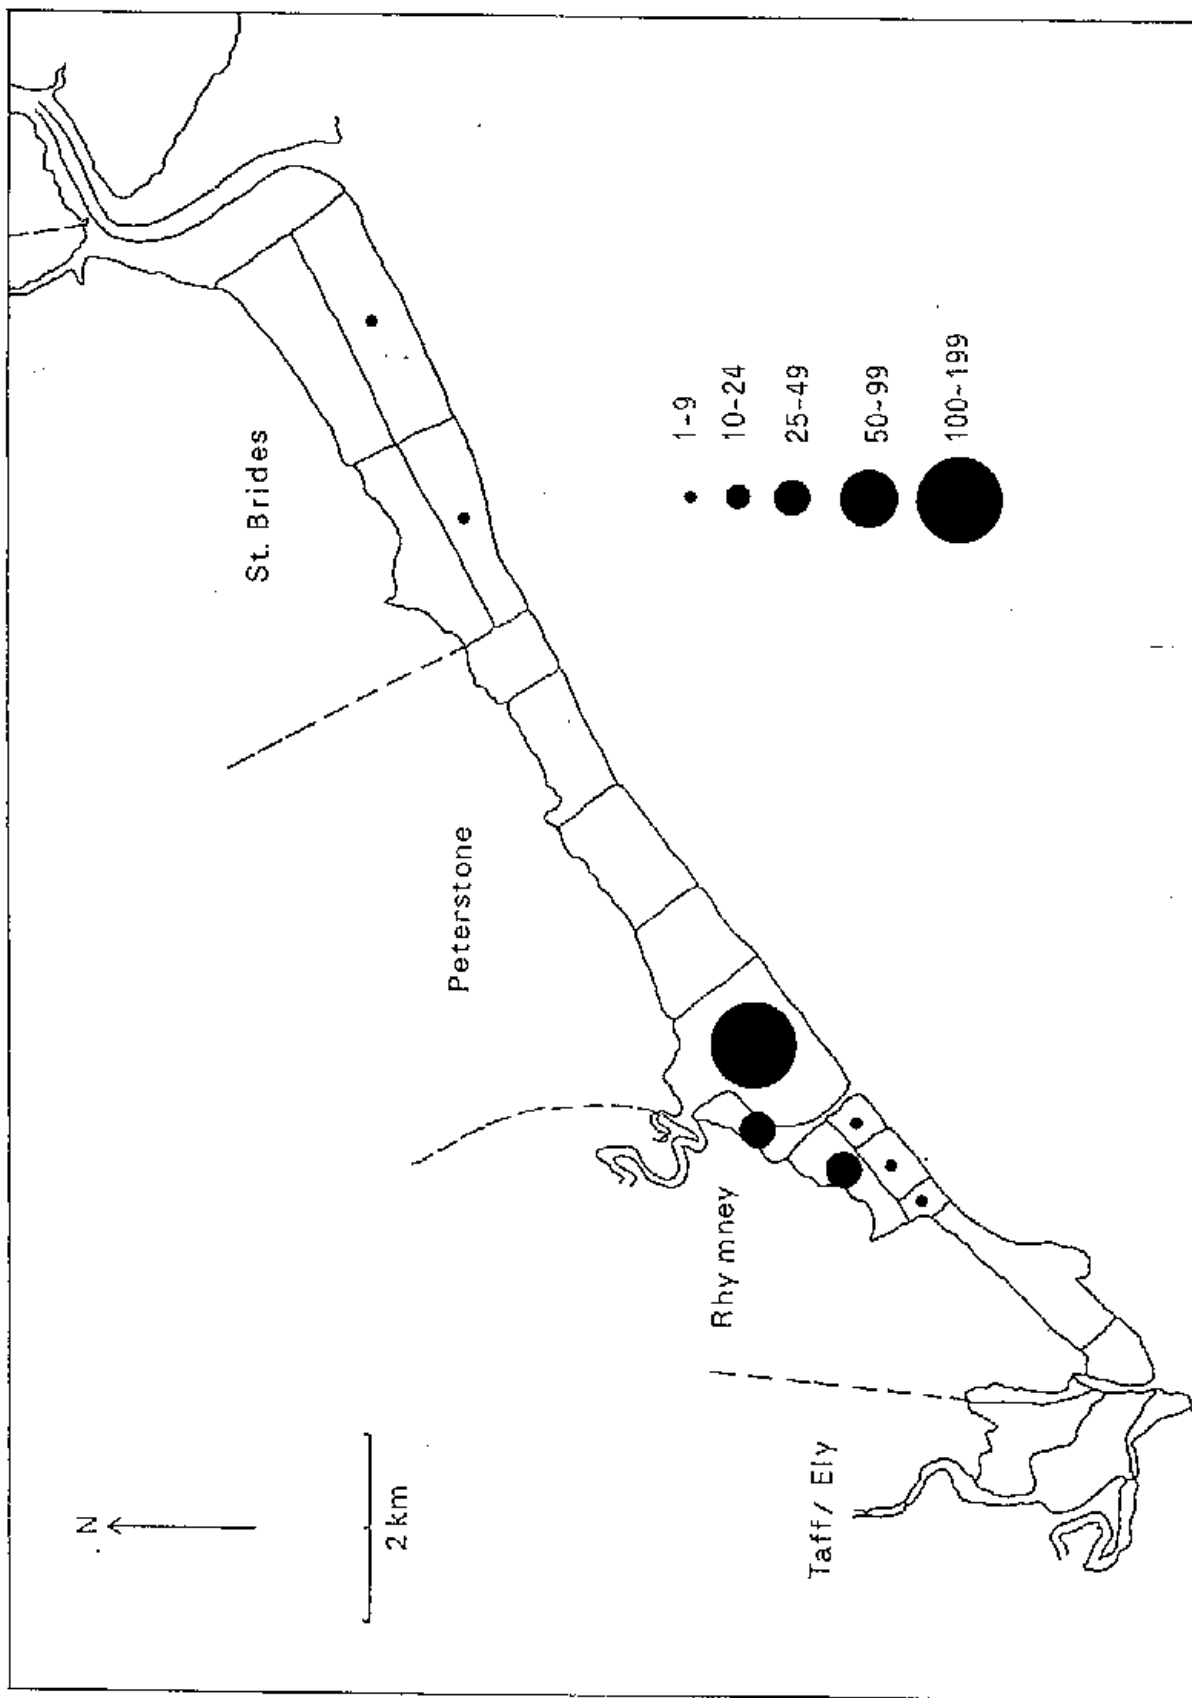 N
2 km
Taff/ Ely
Rhymney
Peterstone
St. Brides
1-9
10-24
25-49
50-99
100-199